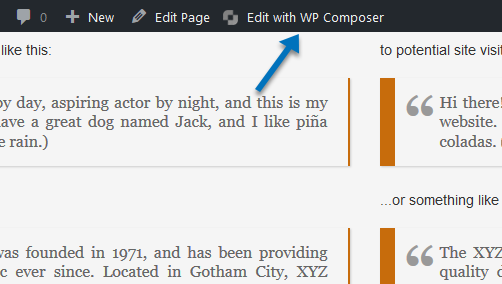 0 New Edit Page Edit with WP Composer
like this:
by day, aspiring actor by night, and this is my
have a great dog named Jack, and I like piña
e rain.)
was founded in 1971, and has been providing
c ever since. Located in Gotham City, XYZ
to potential site visit
Hi there!
website.
coladas. (
...or something like
The XYZ
quality d